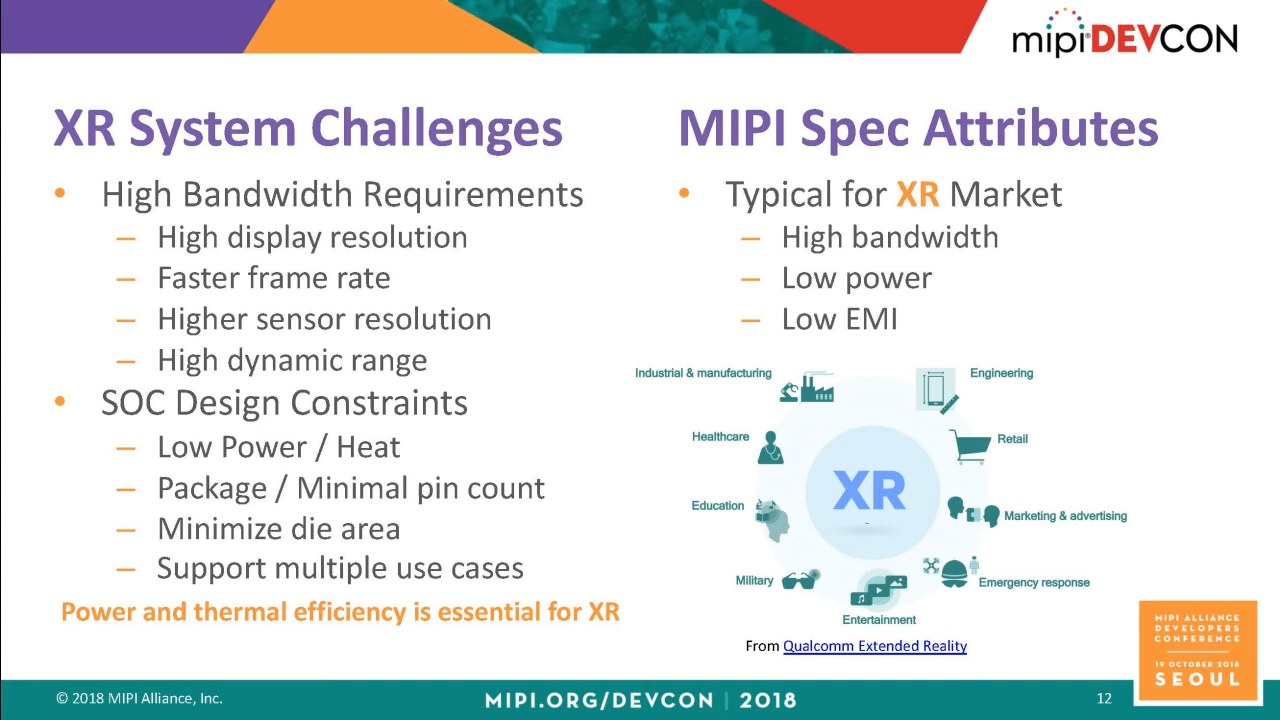 mipi® DEVCON
XR System Challenges
• High Bandwidth Requirements
– High display resolution
– Faster frame rate
– Higher sensor resolution
– High dynamic range
• SOC Design Constraints
– Low Power / Heat
– Package / Minimal pin count
– Minimize die area
– Support multiple use cases
Power and thermal efficiency is essential for XR
MIPI Spec Attributes
• Typical for XR Market
– High bandwidth
– Low power
– Low EMI
Industrial & manufacturing
Engineering
Healthcare
Retail
XR
Education
Marketing & advertising
Military
Emergency response
Entertainment
From Qualcomm Extended Reality
MIPI ALLIANCE
DEVELOPERS
CONFERENCE
19 OCTOBER 2018
SEOUL
© 2018 MIPI Alliance, Inc.
MIPI.ORG/DEVCON | 2018
12